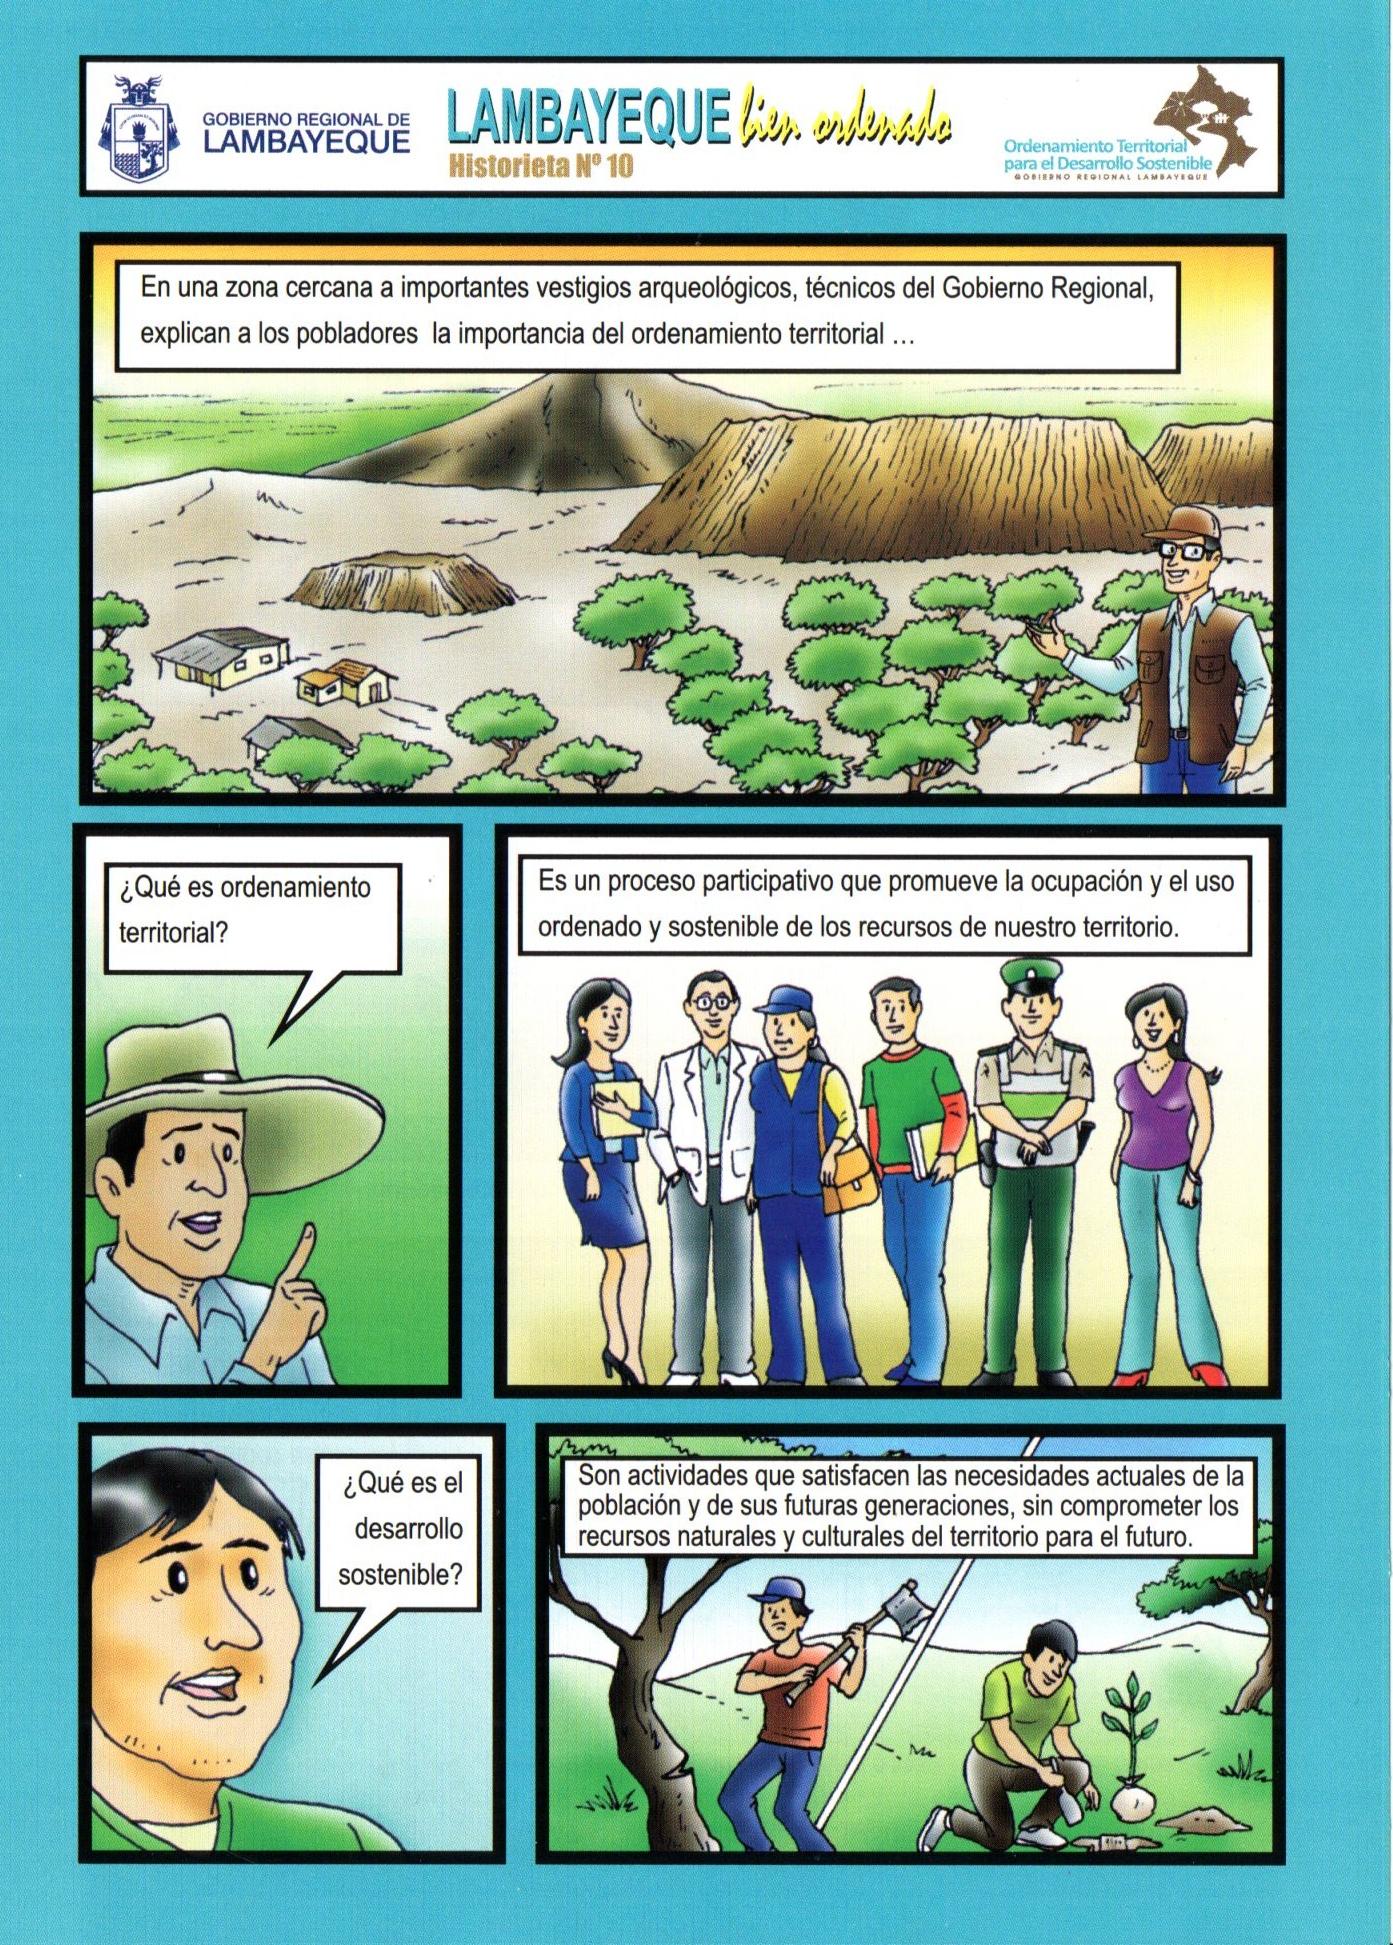 GOBIERNO REGIONAL DE
LAMBAYEQUE
LAMBAYEQUE bien ordenado
Historieta Nº 10
Ordenamiento Territorial
para el Desarrollo Sostenible
GOBIERNO REGIONAL LAMBAYEQUE
En una zona cercana a importantes vestigios arqueológicos, técnicos del Gobierno Regional,
explican a los pobladores la importancia del ordenamiento territorial ...
¿Qué es ordenamiento
territorial?
Es un proceso participativo que promueve la ocupación y el uso
ordenado y sostenible de los recursos de nuestro territorio.
¿Qué es el
desarrollo
sostenible?
Son actividades que satisfacen las necesidades actuales de la
población y de sus futuras generaciones, sin comprometer los
recursos naturales y culturales del territorio para el futuro.